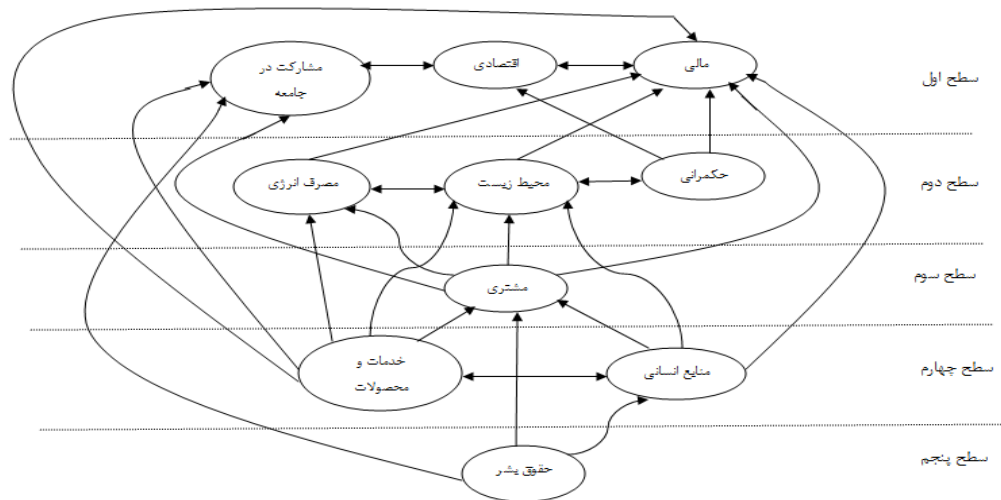 مالی
اقتصادی
مشارکت در
جامعه
سطح اول
حکمرانی
محیط زیست
مصرف انرژی
سطح دوم
مشتری
سطح سوم
منایع انسانی
خدمات و
محصولات
سطح چهارم
حقوق بشر
سطح پنجم